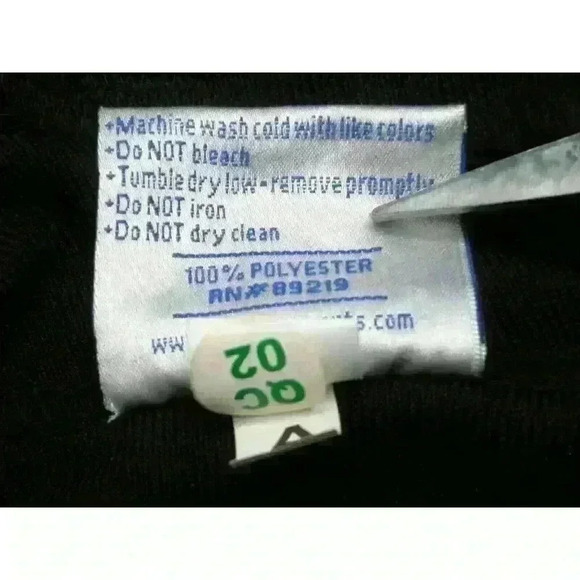 •Machine wash cold with like colors
•Do NOT bleach
•Tumble dry low-remove promptly
•Do NOT iron
•Do NOT dry clean
100% POLYESTER
RN# 89219
s.com
QC
02